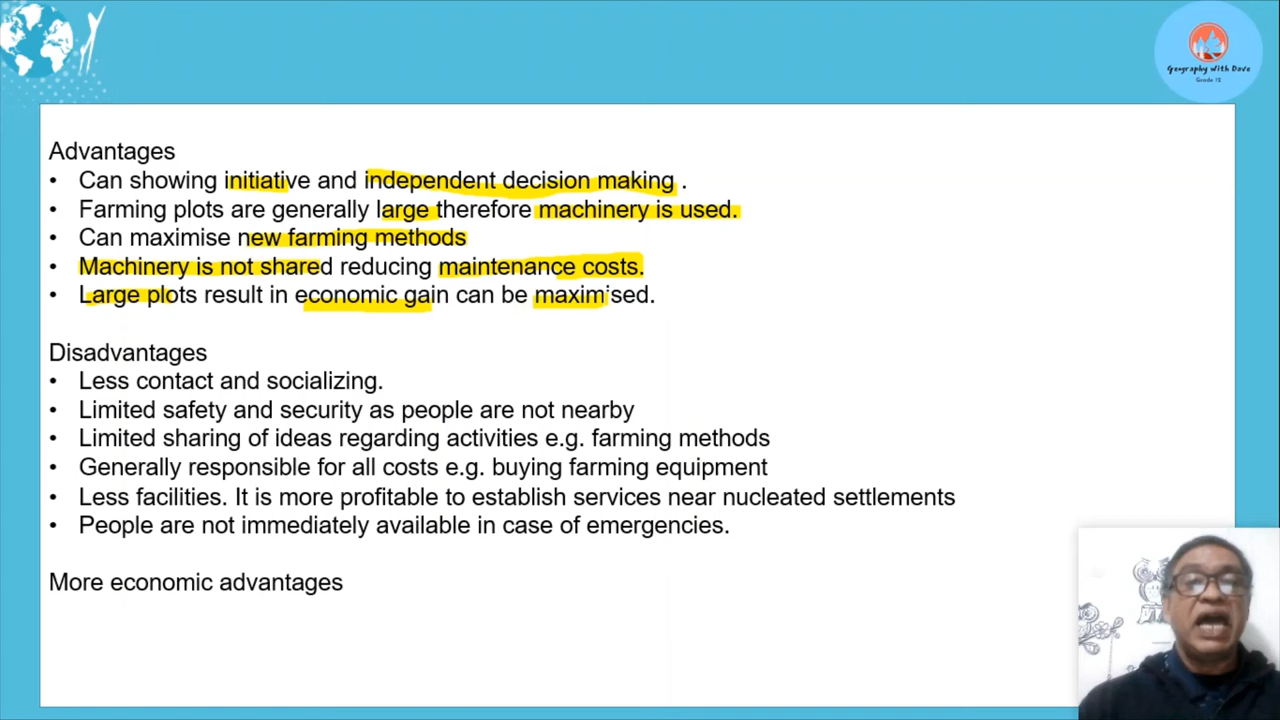 Geography with Dave
Grade 12
Advantages
• Can showing initiative and independent decision making .
• Farming plots are generally large therefore machinery is used.
• Can maximise new farming methods
• Machinery is not shared reducing maintenance costs.
• Large plots result in economic gain can be maximised.
Disadvantages
• Less contact and socializing.
• Limited safety and security as people are not nearby
• Limited sharing of ideas regarding activities e.g. farming methods
• Generally responsible for all costs e.g. buying farming equipment
• Less facilities. It is more profitable to establish services near nucleated settlements
• People are not immediately available in case of emergencies.
More economic advantages